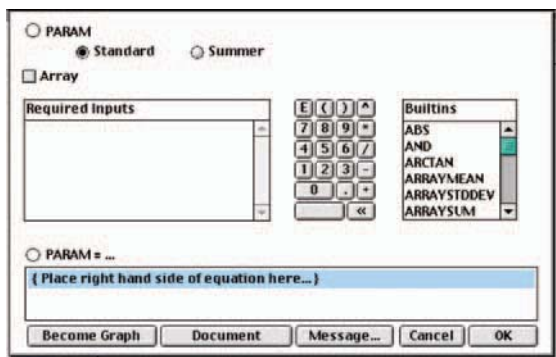 PARAM
Standard Summer
Array
Required Inputs
E ( ) ^
7 8 9 *
4 5 6 /
1 2 3 -
0 . +
«
Builtins
ABS
AND
ARCTAN
ARRAYMEAN
ARRAYSTDDEV
ARRAYSUM
PARAM = ...
{ Place right hand side of equation here...}
Become Graph Document Message... Cancel OK